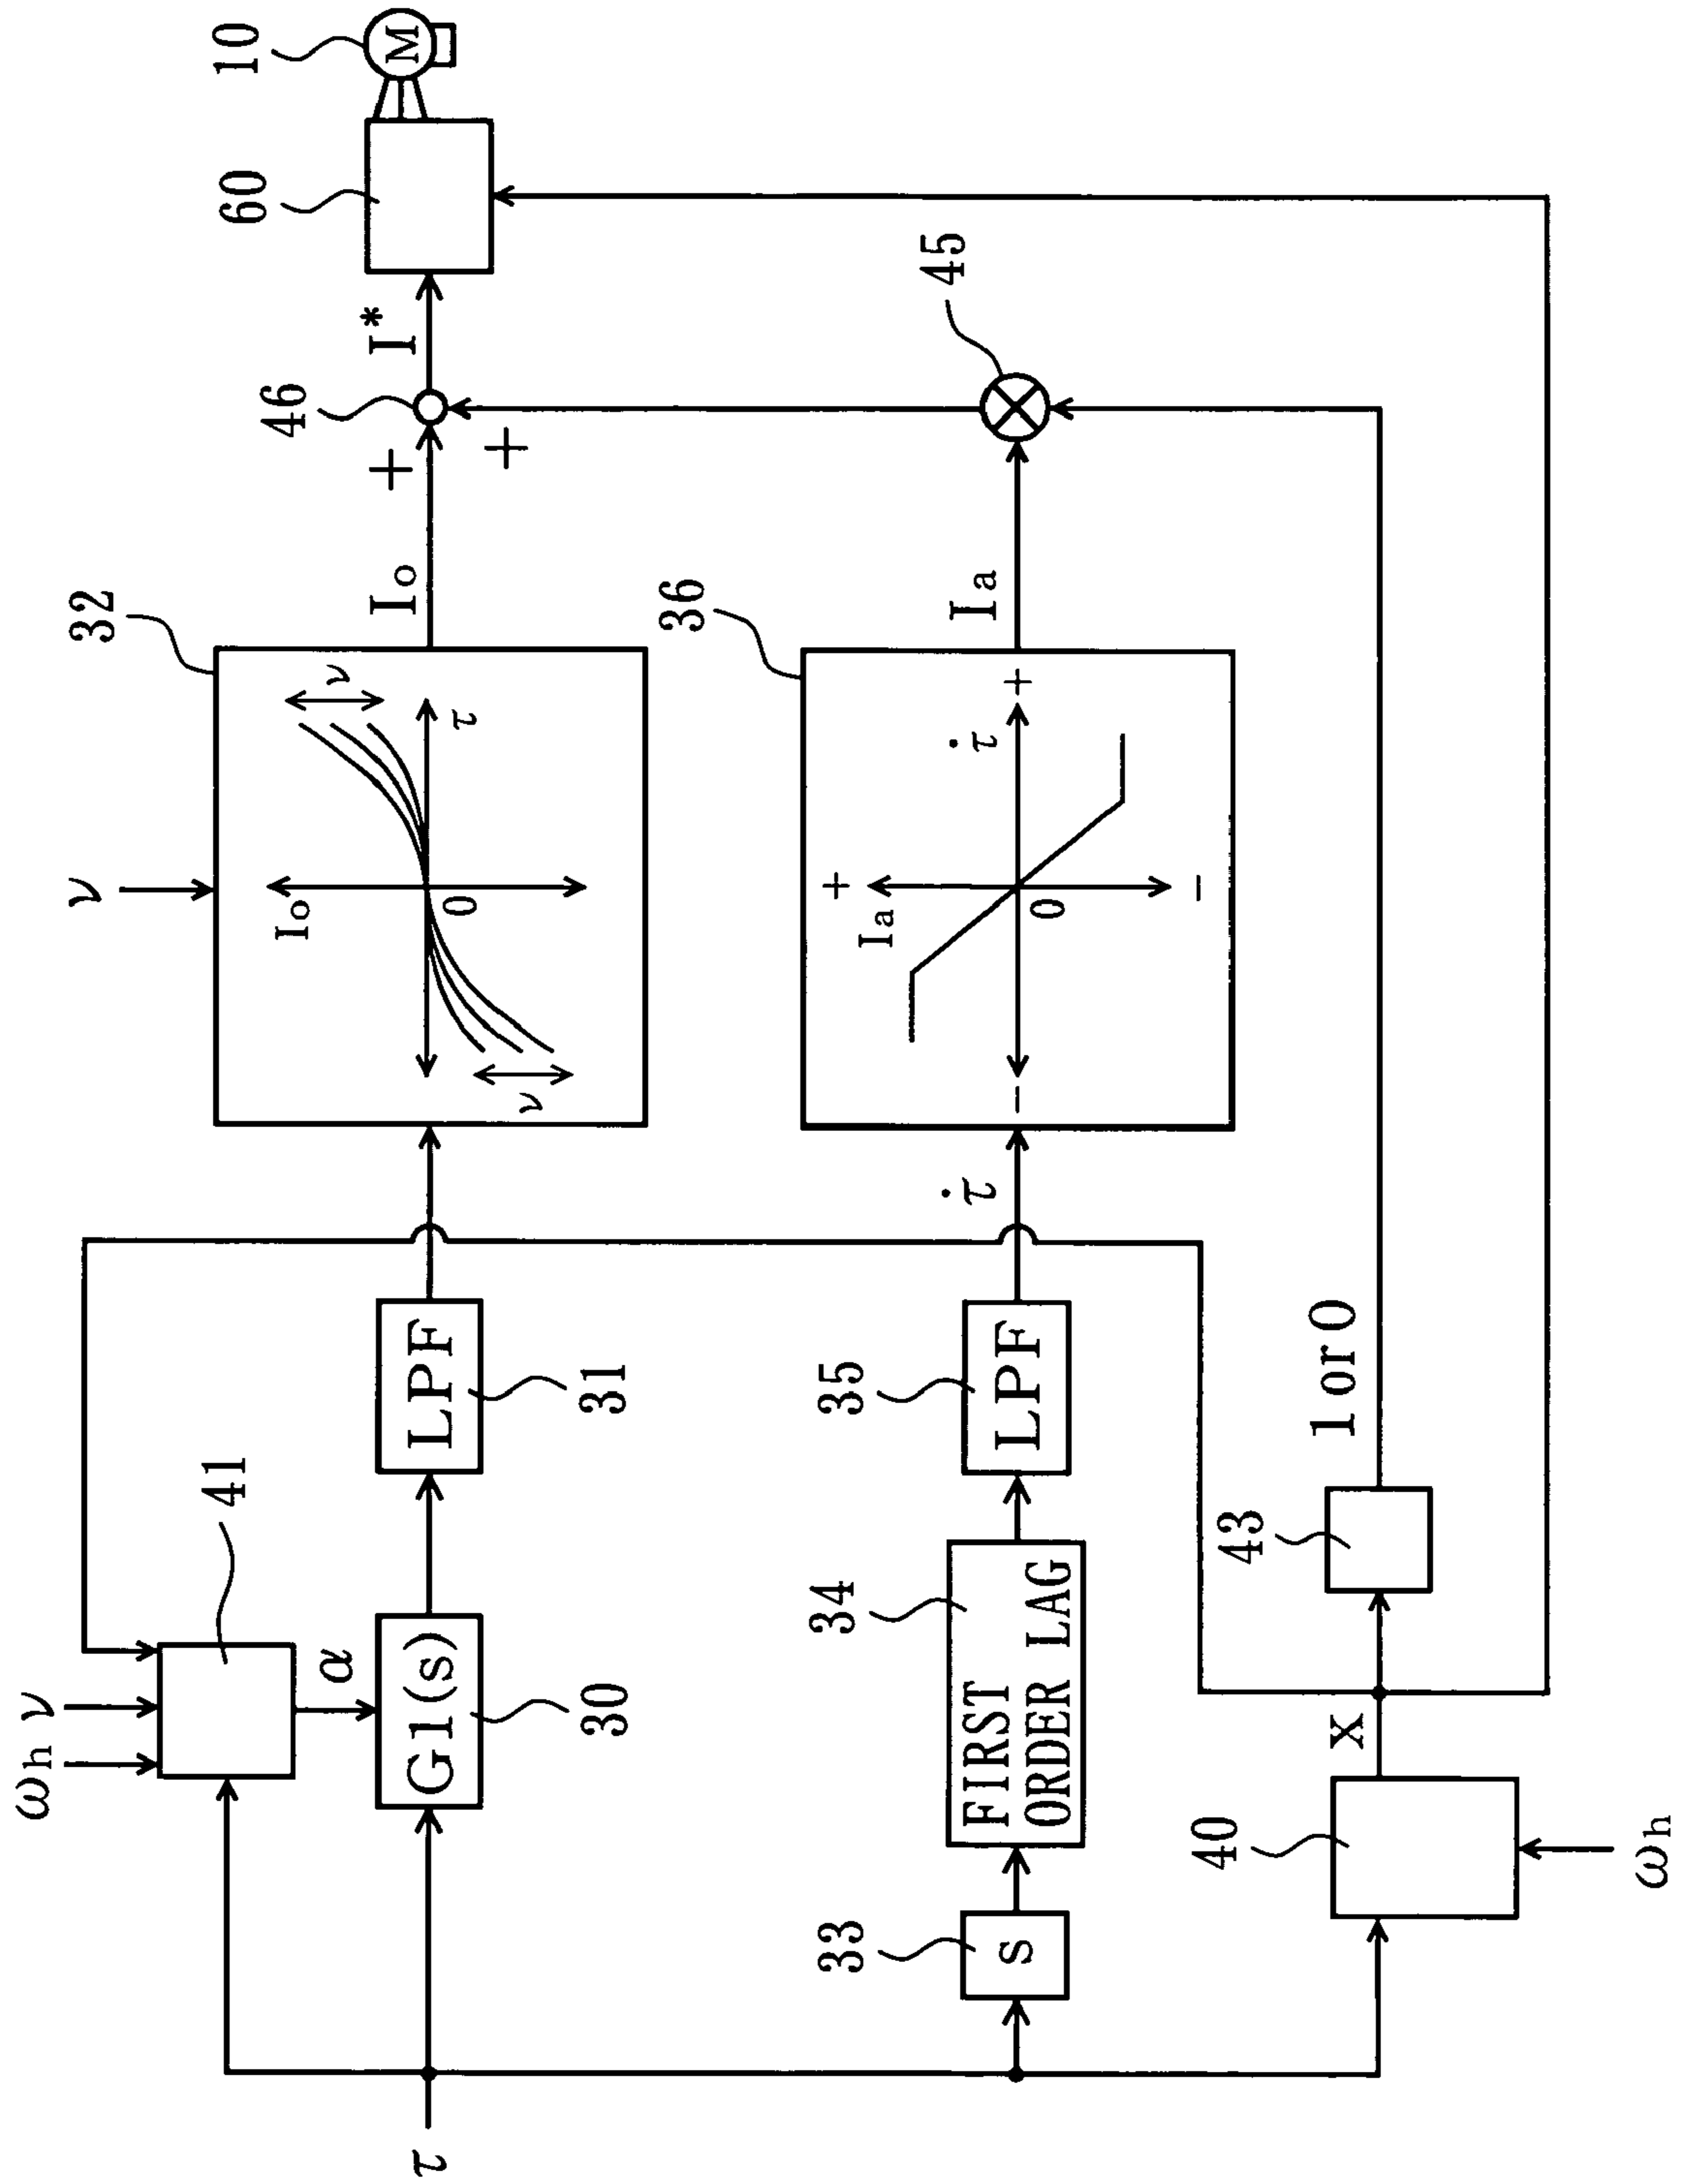 ωh ν
41
α
G1(s)
30
LPF
31
ν
32
Io
ν
τ
0
ν
Io
+
+
46
I*
60
10
M
τ
33
s
34
FIRST
ORDER LAG
35
LPF
τ̇
36
+
Ia
τ̇
+
0
−
−
Ia
45
40
ωh
x
43
1 or 0